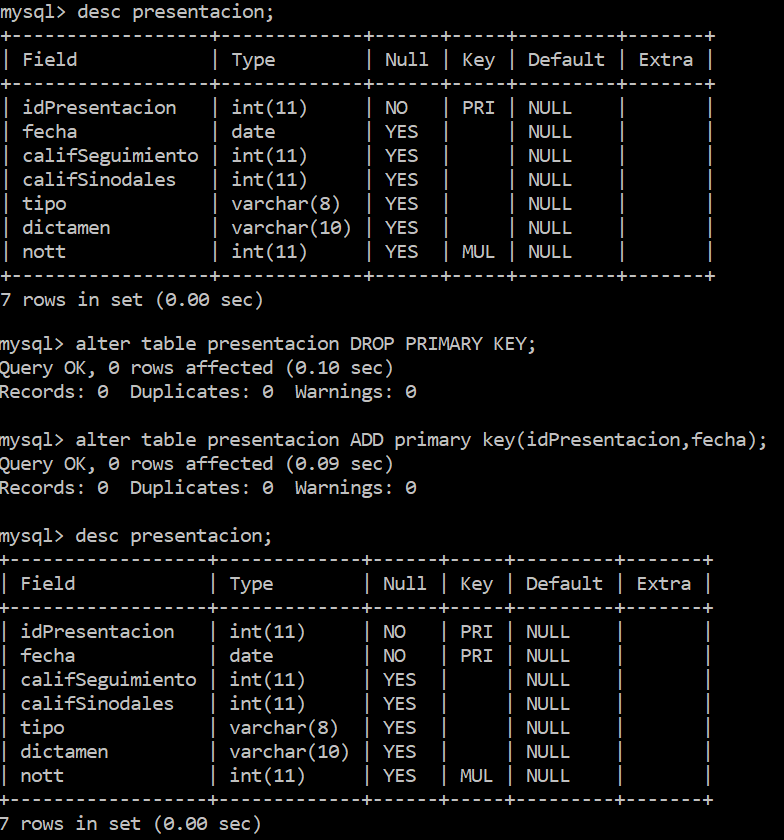 mysql> desc presentacion;
+------------------+-------------+------+-----+---------+-------+
| Field            | Type        | Null | Key | Default | Extra |
+------------------+-------------+------+-----+---------+-------+
| idPresentacion   | int(11)     | NO   | PRI | NULL    |       |
| fecha            | date        | YES  |     | NULL    |       |
| califSeguimiento | int(11)     | YES  |     | NULL    |       |
| califSinodales   | int(11)     | YES  |     | NULL    |       |
| tipo             | varchar(8)  | YES  |     | NULL    |       |
| dictamen         | varchar(10) | YES  |     | NULL    |       |
| nott             | int(11)     | YES  | MUL | NULL    |       |
+------------------+-------------+------+-----+---------+-------+
7 rows in set (0.00 sec)
mysql> alter table presentacion DROP PRIMARY KEY;
Query OK, 0 rows affected (0.10 sec)
Records: 0  Duplicates: 0  Warnings: 0
mysql> alter table presentacion ADD primary key(idPresentacion,fecha);
Query OK, 0 rows affected (0.09 sec)
Records: 0  Duplicates: 0  Warnings: 0
mysql> desc presentacion;
+------------------+-------------+------+-----+---------+-------+
| Field            | Type        | Null | Key | Default | Extra |
+------------------+-------------+------+-----+---------+-------+
| idPresentacion   | int(11)     | NO   | PRI | NULL    |       |
| fecha            | date        | NO   | PRI | NULL    |       |
| califSeguimiento | int(11)     | YES  |     | NULL    |       |
| califSinodales   | int(11)     | YES  |     | NULL    |       |
| tipo             | varchar(8)  | YES  |     | NULL    |       |
| dictamen         | varchar(10) | YES  |     | NULL    |       |
| nott             | int(11)     | YES  | MUL | NULL    |       |
+------------------+-------------+------+-----+---------+-------+
7 rows in set (0.00 sec)